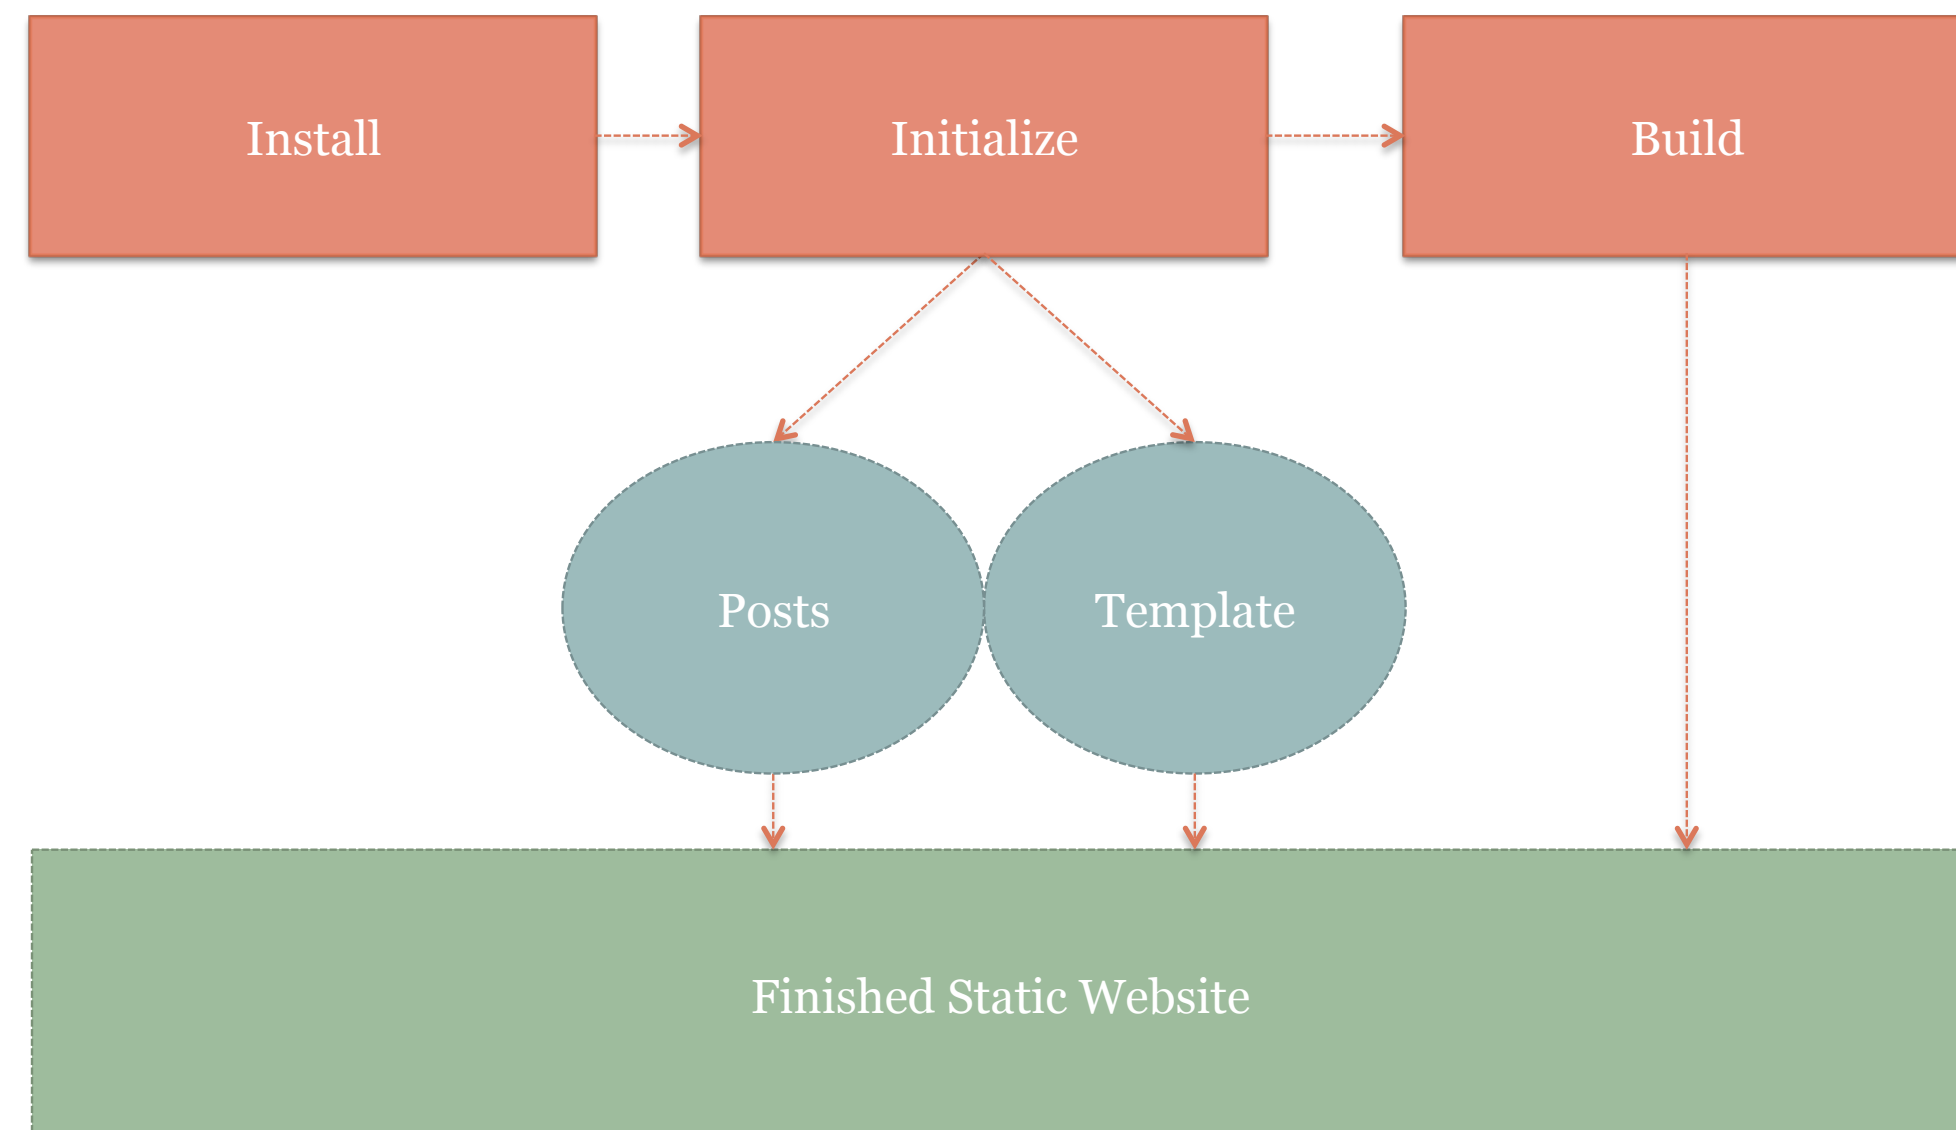 Install
Initialize
Build
Posts
Template
Finished Static Website